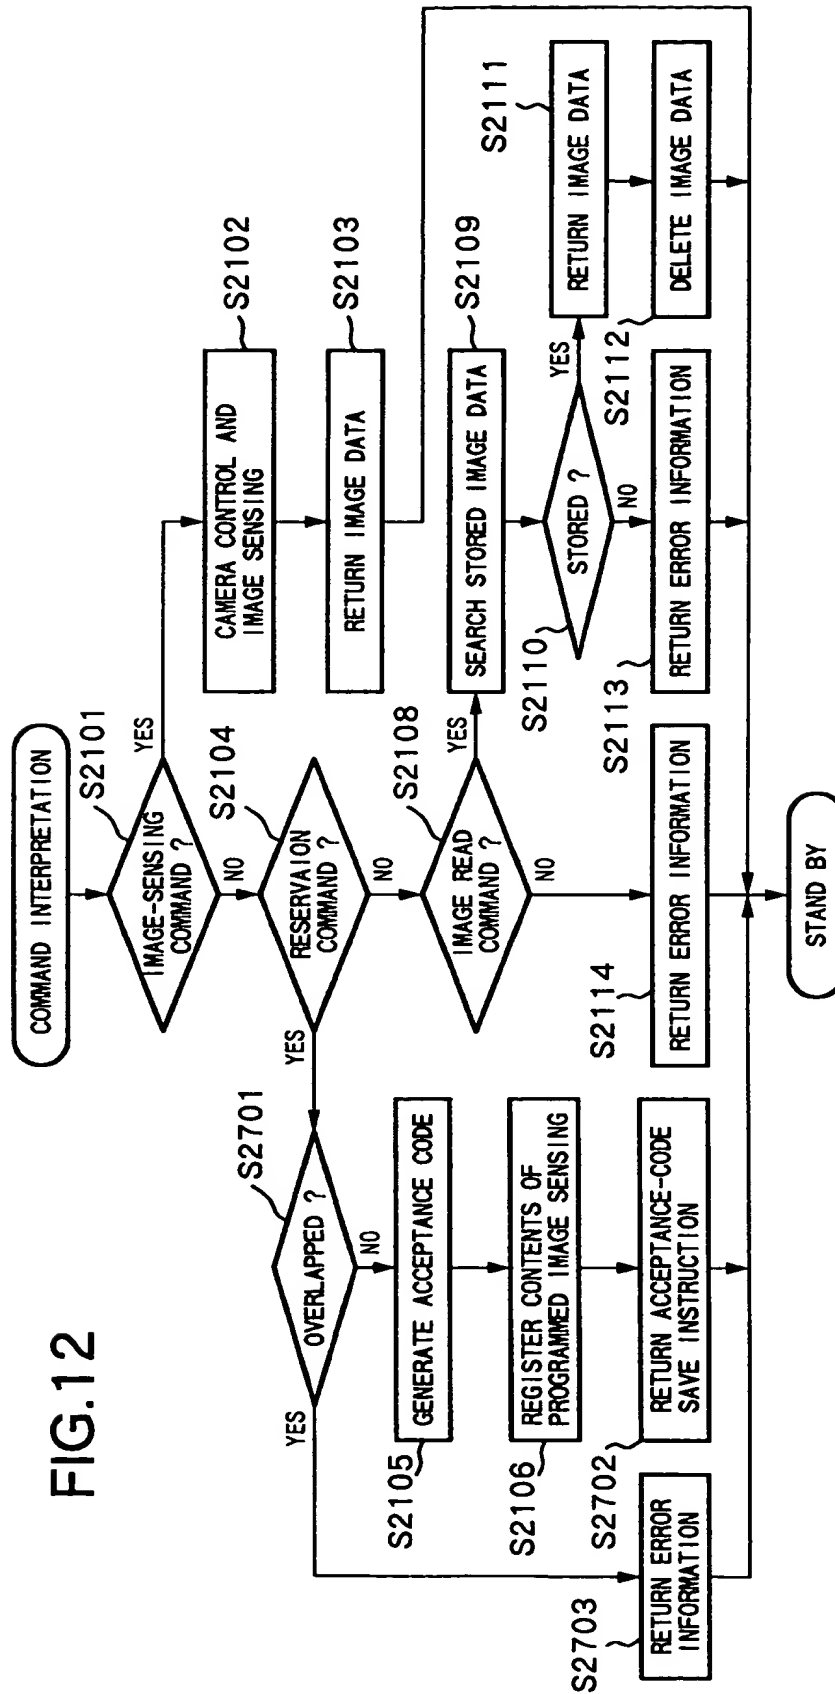 FIG.12
COMMAND INTERPRETATION
S2101
IMAGE-SENSING
COMMAND ?
YES
NO
S2102
CAMERA CONTROL AND
IMAGE SENSING
S2103
RETURN IMAGE DATA
S2104
RESERVAION
COMMAND ?
YES
NO
S2701
OVERLAPPED ?
YES
NO
S2105
GENERATE ACCEPTANCE CODE
S2106
REGISTER CONTENTS OF
PROGRAMMED IMAGE SENSING
S2702
RETURN ACCEPTANCE-CODE
SAVE INSTRUCTION
S2703
RETURN ERROR
INFORMATION
S2108
IMAGE READ
COMMAND ?
YES
NO
S2109
SEARCH STORED IMAGE DATA
S2110
STORED ?
YES
NO
S2111
RETURN IMAGE DATA
S2112
DELETE IMAGE DATA
S2113
RETURN ERROR INFORMATION
S2114
RETURN ERROR INFORMATION
STAND BY